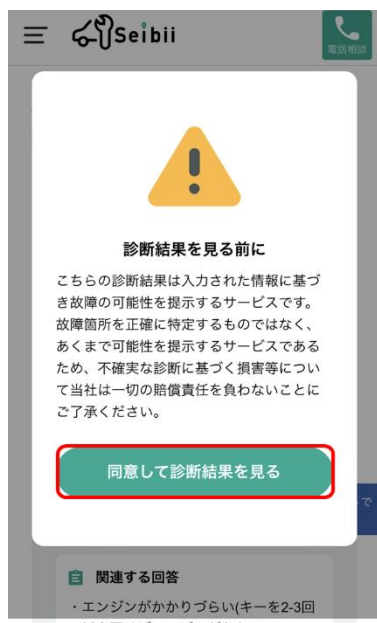 Seibii
電話相談
診断結果を見る前に
こちらの診断結果は入力された情報に基づ
き故障の可能性を提示するサービスです。
故障箇所を正確に特定するものではなく、
あくまで可能性を提示するサービスである
ため、不確実な診断に基づく損害等につい
て当社は一切の賠償責任を負わないことに
ご了承ください。
同意して診断結果を見る
で
関連する回答
・エンジンがかかりづらい(キーを2-3回